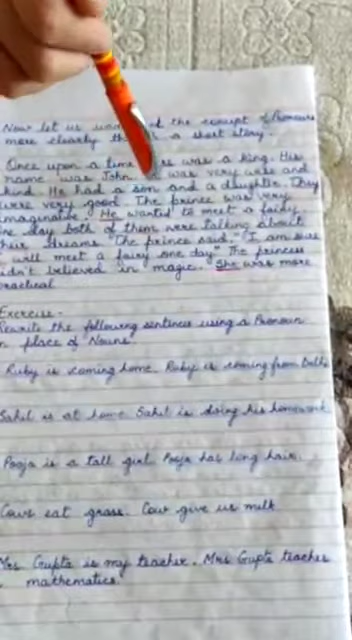 Now let us the concept of Pronouns
more clearly a short story.
Once upon a time was a king. His
name was John. was very wise and
kind. He had a son and a daughter. They
were very good. The prince was very
imaginative. He wanted to meet a fairy
one day both of them were talking about
their dreams "The prince said" "I am sure
I will meet a fairy one day" The princess
didn't believed in magic. She was more
practical
Exercise -
Rewrite the following sentences using a Pronoun
in place of Nouns
Ruby is coming home. Ruby is coming from Delhi
Sahil is at home Sahil is doing his homework
Pooja is a tall girl. Pooja has long hair.
Cows eat grass. Cow give us milk
Mrs Gupta is my teacher. Mrs Gupta teaches
mathematics.